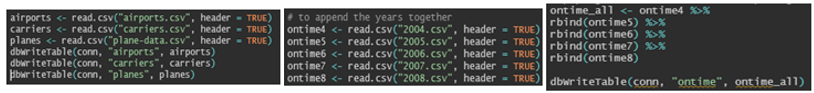 airports <- read.csv("airports.csv", header = TRUE)
carriers <- read.csv("carriers.csv", header = TRUE)
planes <- read.csv("plane-data.csv", header = TRUE)
dbWriteTable(conn, "airports", airports)
dbWriteTable(conn, "carriers", carriers)
dbWriteTable(conn, "planes", planes)
# to append the years together
ontime4 <- read.csv("2004.csv", header = TRUE)
ontime5 <- read.csv("2005.csv", header = TRUE)
ontime6 <- read.csv("2006.csv", header = TRUE)
ontime7 <- read.csv("2007.csv", header = TRUE)
ontime8 <- read.csv("2008.csv", header = TRUE)
ontime_all <- ontime4 %>%
rbind(ontime5) %>%
rbind(ontime6) %>%
rbind(ontime7) %>%
rbind(ontime8)
dbWriteTable(conn, "ontime", ontime_all)